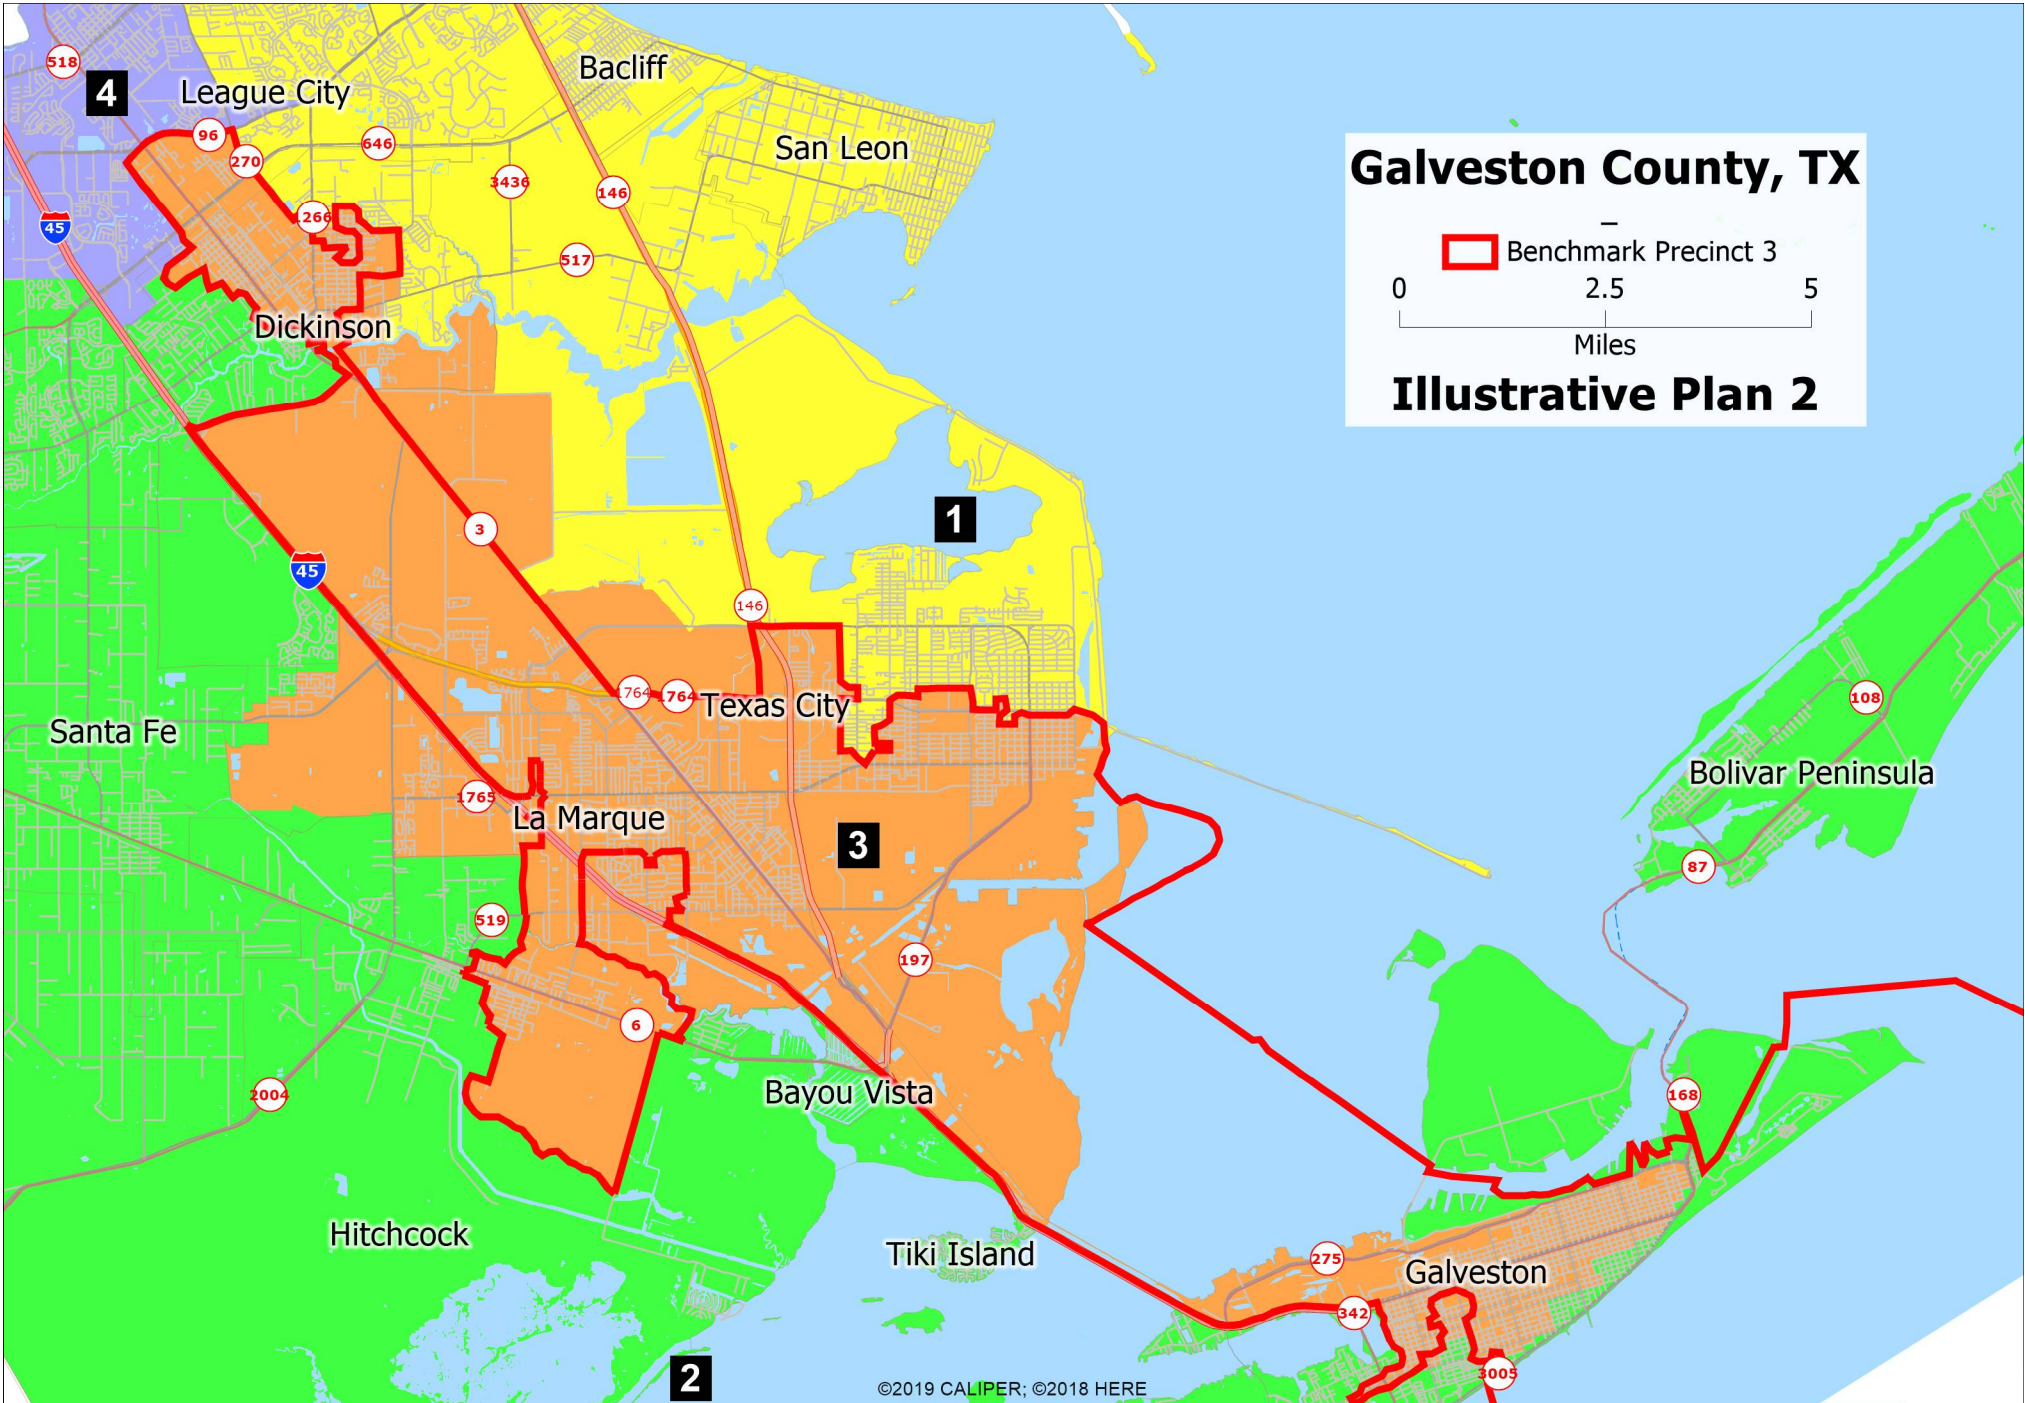 518
4
League City
Bacliff
96
270
646
San Leon
3436
146
1266
45
517
Dickinson
Galveston County, TX
–
Benchmark Precinct 3
0 2.5 5
Miles
Illustrative Plan 2
1
3
45
146
1764
1764
Texas City
Santa Fe
108
Bolivar Peninsula
1765
La Marque
3
87
519
197
6
2004
Bayou Vista
168
Hitchcock
Tiki Island
275
Galveston
342
3005
2
©2019 CALIPER; ©2018 HERE